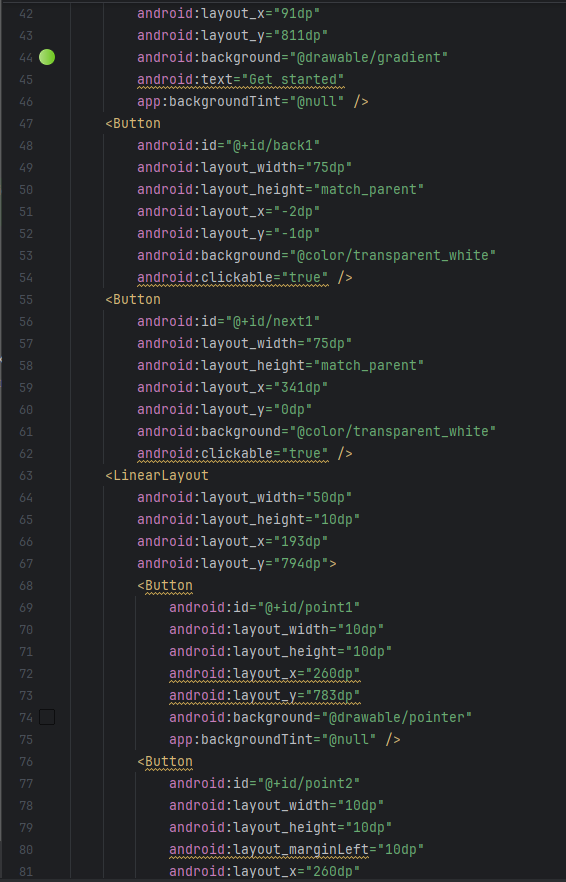 42 android:layout_x="91dp"
43 android:layout_y="811dp"
44 android:background="@drawable/gradient"
45 android:text="Get started"
46 app:backgroundTint="@null" />
47 <Button
48 android:id="@+id/back1"
49 android:layout_width="75dp"
50 android:layout_height="match_parent"
51 android:layout_x="-2dp"
52 android:layout_y="-1dp"
53 android:background="@color/transparent_white"
54 android:clickable="true" />
55 <Button
56 android:id="@+id/next1"
57 android:layout_width="75dp"
58 android:layout_height="match_parent"
59 android:layout_x="341dp"
60 android:layout_y="0dp"
61 android:background="@color/transparent_white"
62 android:clickable="true" />
63 <LinearLayout
64 android:layout_width="50dp"
65 android:layout_height="10dp"
66 android:layout_x="193dp"
67 android:layout_y="794dp">
68 <Button
69 android:id="@+id/point1"
70 android:layout_width="10dp"
71 android:layout_height="10dp"
72 android:layout_x="260dp"
73 android:layout_y="783dp"
74 android:background="@drawable/pointer"
75 app:backgroundTint="@null" />
76 <Button
77 android:id="@+id/point2"
78 android:layout_width="10dp"
79 android:layout_height="10dp"
80 android:layout_marginLeft="10dp"
81 android:layout_x="260dp"